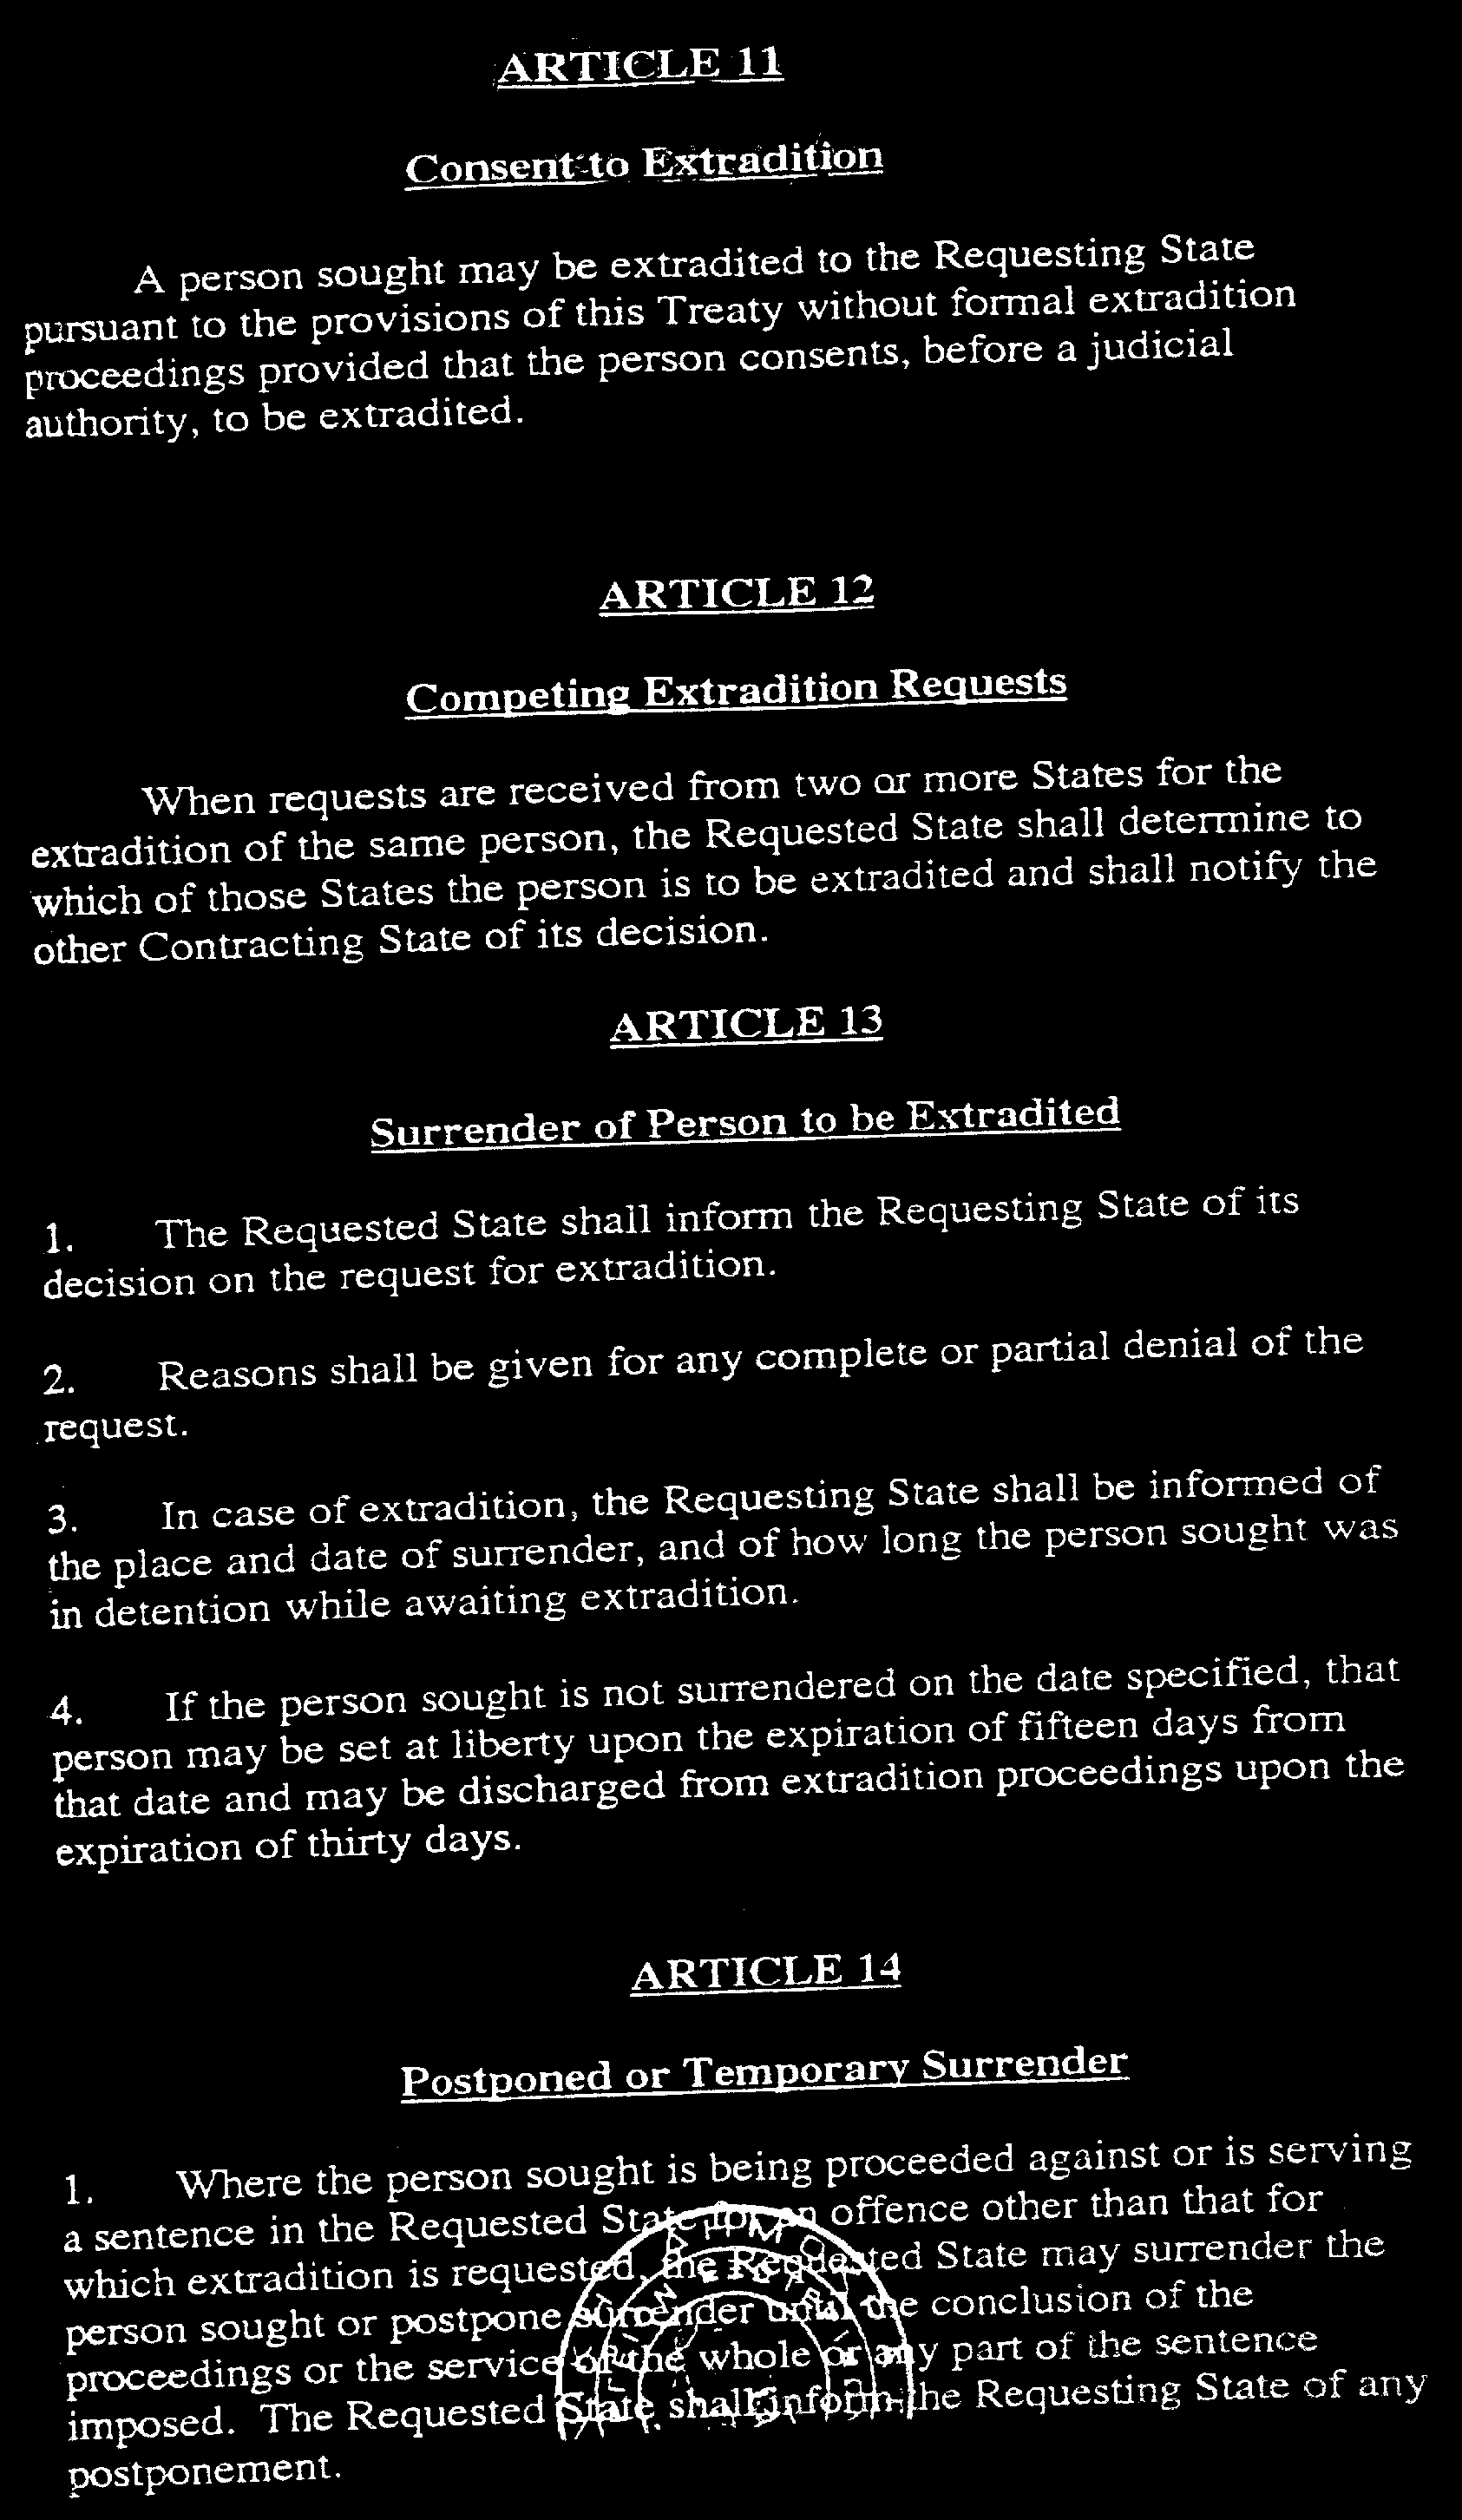 ARTICLE 11
Consent to Extradition
A person sought may be extradited to the Requesting State
pursuant to the provisions of this Treaty without formal extradition
proceedings provided that the person consents, before a judicial
authority, to be extradited.
ARTICLE 12
Competing Extradition Requests
When requests are received from two or more States for the
extradition of the same person, the Requested State shall determine to
which of those States the person is to be extradited and shall notify the
other Contracting State of its decision.
ARTICLE 13
Surrender of Person to be Extradited
1. The Requested State shall inform the Requesting State of its
decision on the request for extradition.
2. Reasons shall be given for any complete or partial denial of the
request.
3. In case of extradition, the Requesting State shall be informed of
the place and date of surrender, and of how long the person sought was
in detention while awaiting extradition.
4. If the person sought is not surrendered on the date specified, that
person may be set at liberty upon the expiration of fifteen days from
that date and may be discharged from extradition proceedings upon the
expiration of thirty days.
ARTICLE 14
Postponed or Temporary Surrender
1. Where the person sought is being proceeded against or is serving
a sentence in the Requested State for an offence other than that for
which extradition is requested, the Requested State may surrender the
person sought or postpone surrender until the conclusion of the
proceedings or the service of the whole or any part of the sentence
imposed. The Requested State shall inform the Requesting State of any
postponement.